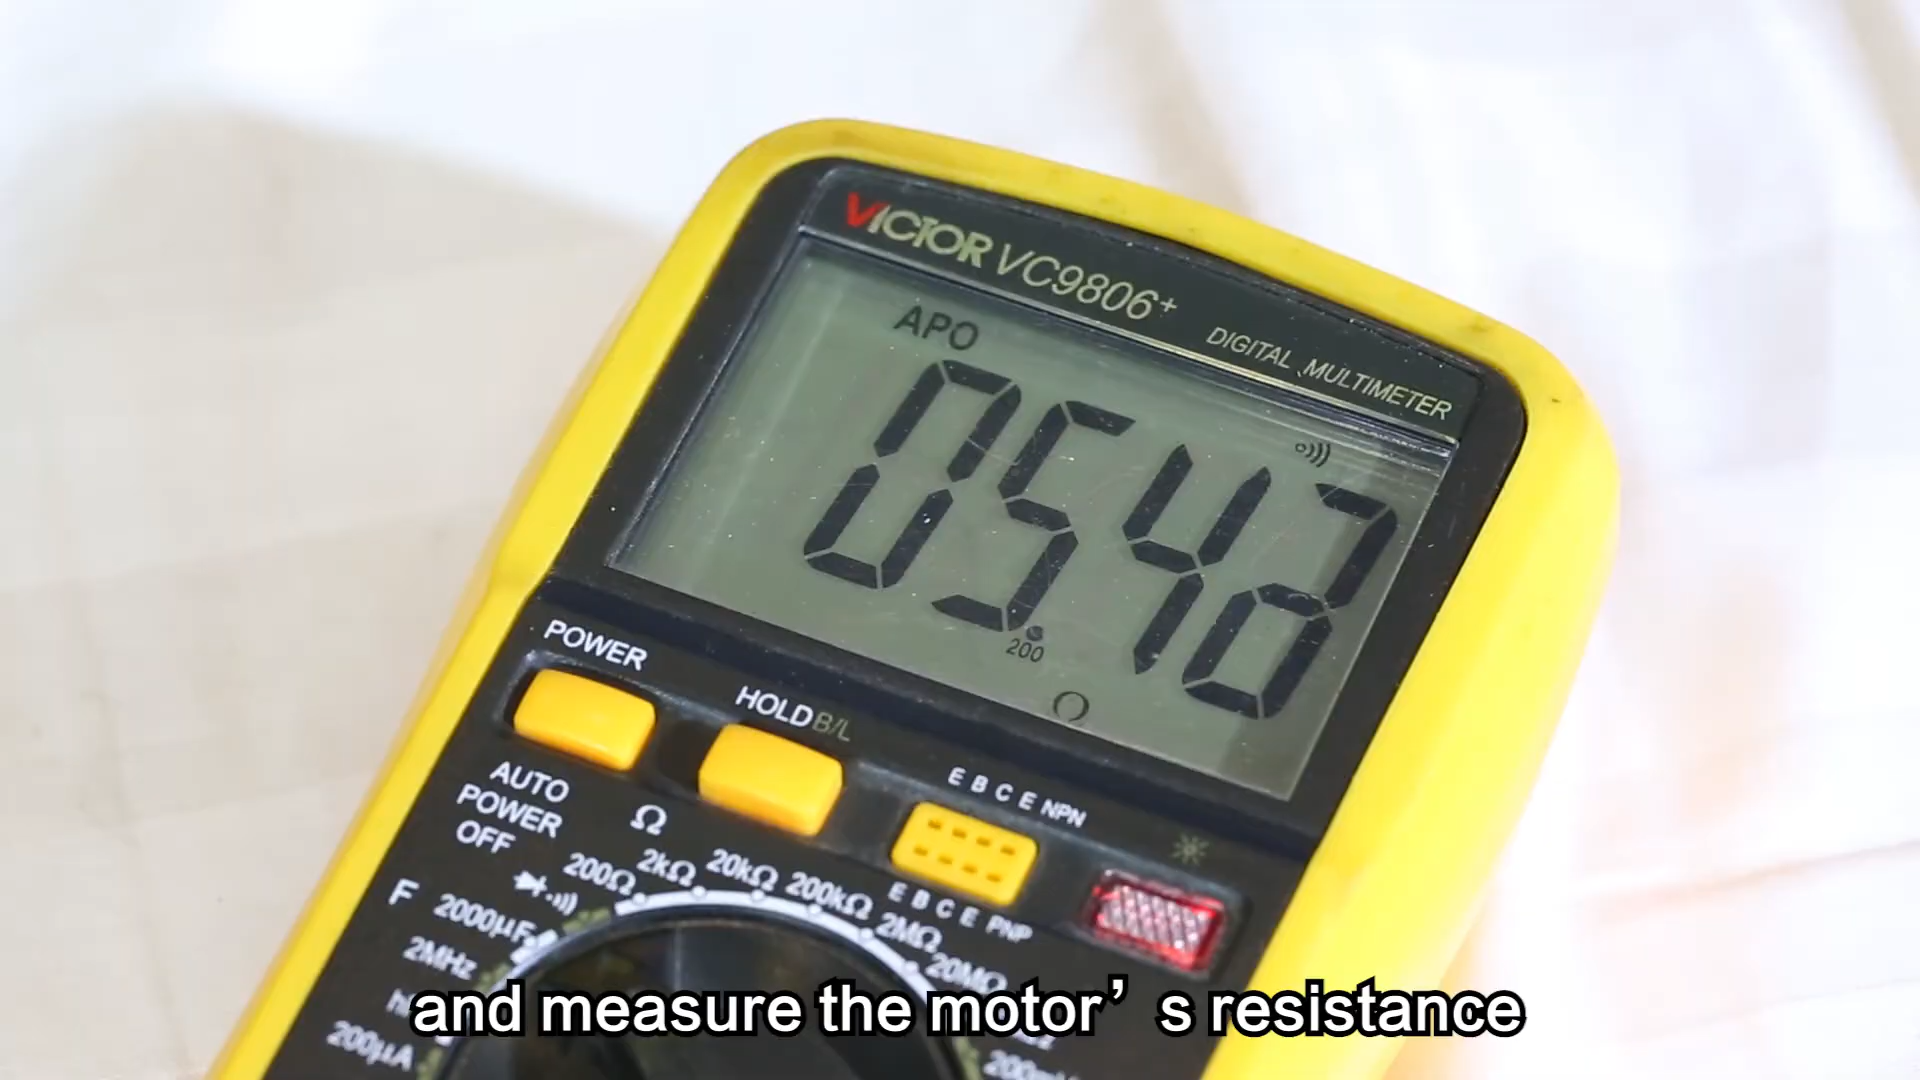 VICTOR VC9806+
DIGITAL MULTIMETER
APO
200
Ω
POWER
HOLD B/L
AUTO
POWER
OFF
E B C E NPN
E B C E PNP
Ω
200Ω
2kΩ
20kΩ
200kΩ
2MΩ
20MΩ
F
2000µF
2MHz
200µA
and measure the motor's resistance